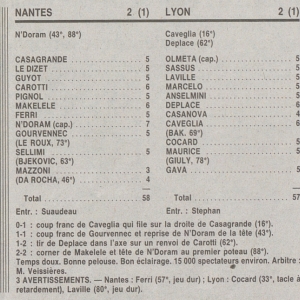 NANTES 2 (1)
N'Doram (43e, 88e)
CASAGRANDE 5
LE DIZET 5
GUYOT 5
CAROTTI 6
PIGNOL 5
MAKELELE 6
FERRI 5
N'DORAM (cap.) 7
GOURVENNEC 5
(LE ROUX, 73e)
SELLIMI 5
(BJEKOVIC, 63e)
MAZZONI 3
(DA ROCHA, 46e) 4
Total 58
Entr. : Suaudeau
LYON 2 (1)
Caveglia (16e)
Deplace (62e)
OLMETA (cap.) 5
SASSUS 5
LAVILLE 5
MARCELO 5
ANSELMINI 5
DEPLACE 6
CASANOVA 4
CAVEGLIA 6
(BAK. 69e)
COCARD 5
MAURICE 5
(GIULY, 78e)
GAVA 5
Total 57
Entr. : Stephan
0-1 : coup franc de Caveglia qui file sur la droite de Casagrande (16e).
1-1 : coup franc de Gourvennec et reprise de N'Doram de la tête (43e).
1-2 : tir de Deplace dans l'axe sur un renvoi de Carotti (62e).
2-2 : corner de Makelele et tête de N'Doram au premier poteau (88e).
Temps doux. Bonne pelouse. Bon éclairage. 15 000 spectateurs environ. Arbitre :
M. Veissières.
3 AVERTISSEMENTS. — Nantes : Ferri (57e, jeu dur) ; Lyon : Cocard (33e, tacle à
retardement), Laville (80e, jeu dur).